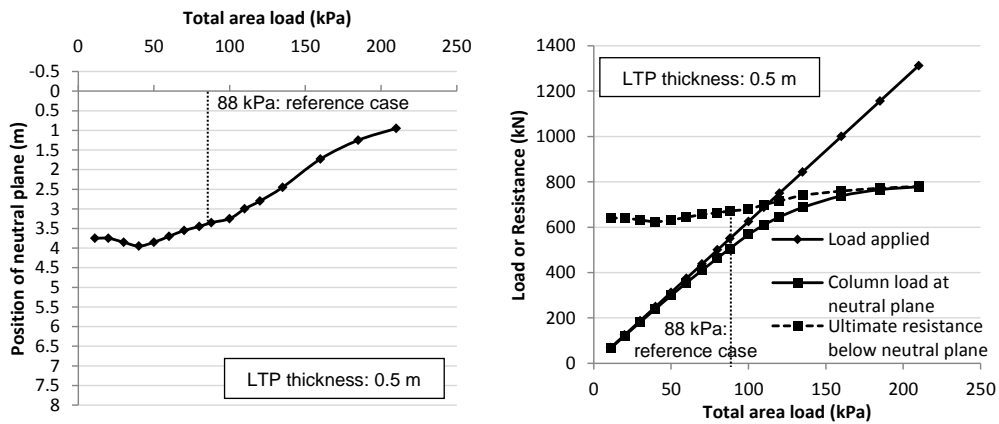 Total area load (kPa)
0 50 100 150 200 250
-0.5
0
0.5
1
1.5
2
2.5
3
3.5
4
4.5
5
5.5
6
6.5
7
7.5
8
Position of neutral plane (m)
88 kPa: reference case
LTP thickness: 0.5 m
1400
1200
1000
800
600
400
200
0
Load or Resistance (kN)
LTP thickness: 0.5 m
Load applied
Column load at
neutral plane
Ultimate resistance
below neutral plane
88 kPa:
reference case
0 50 100 150 200 250
Total area load (kPa)